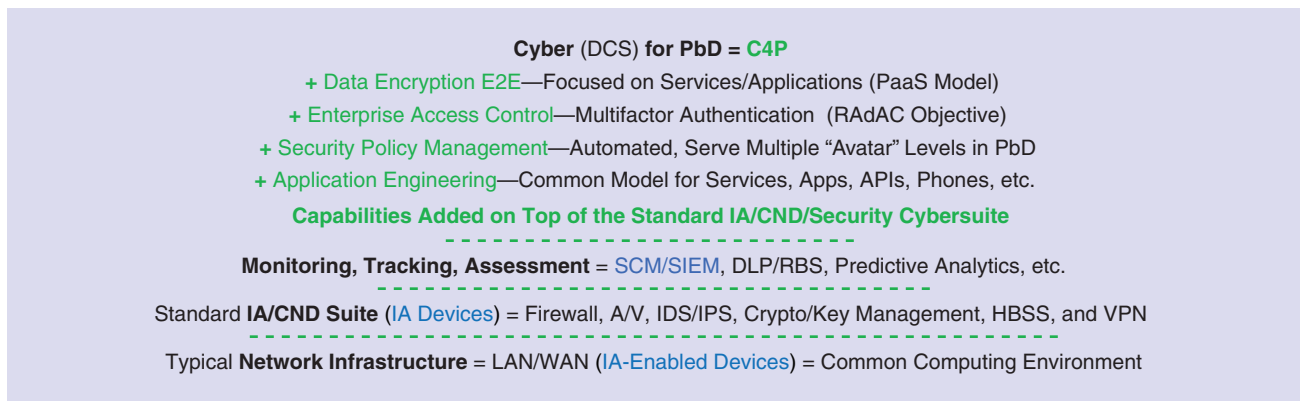 Cyber (DCS) for PbD = C4P
+ Data Encryption E2E—Focused on Services/Applications (PaaS Model)
+ Enterprise Access Control—Multifactor Authentication (RAdAC Objective)
+ Security Policy Management—Automated, Serve Multiple “Avatar” Levels in PbD
+ Application Engineering—Common Model for Services, Apps, APIs, Phones, etc.
Capabilities Added on Top of the Standard IA/CND/Security Cybersuite
Monitoring, Tracking, Assessment = SCM/SIEM, DLP/RBS, Predictive Analytics, etc.
Standard IA/CND Suite (IA Devices) = Firewall, A/V, IDS/IPS, Crypto/Key Management, HBSS, and VPN
Typical Network Infrastructure = LAN/WAN (IA-Enabled Devices) = Common Computing Environment